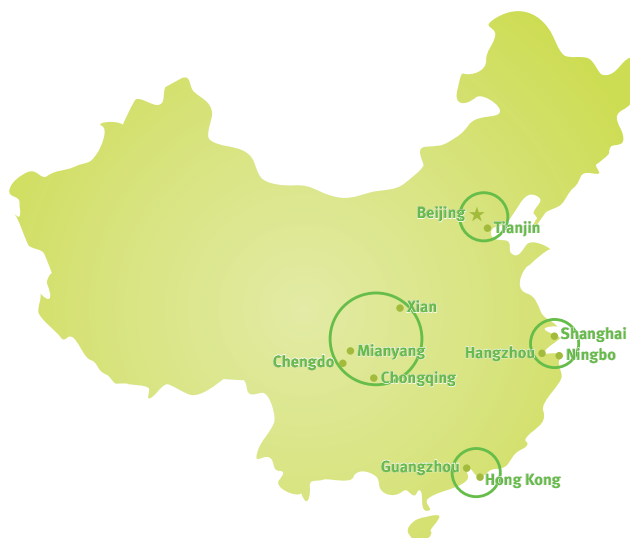 Beijing
Tianjin
Xian
Shanghai
Mianyang
Hangzhou
Ningbo
Chengdo
Chongqing
Guangzhou
Hong Kong